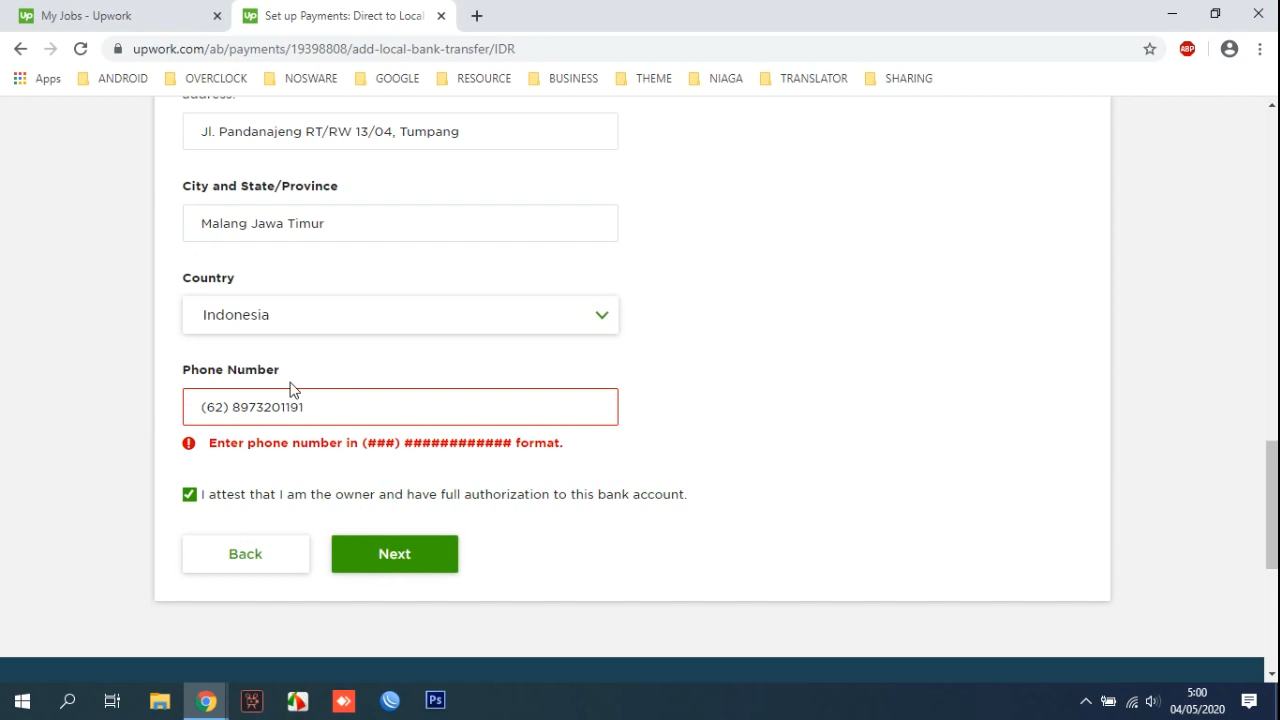 My Jobs - Upwork
Set up Payments: Direct to Local
upwork.com/ab/payments/19398808/add-local-bank-transfer/IDR
ABP
Apps
ANDROID
OVERCLOCK
NOSWARE
GOOGLE
RESOURCE
BUSINESS
THEME
NIAGA
TRANSLATOR
SHARING
address.
Jl. Pandanajeng RT/RW 13/04, Tumpang
City and State/Province
Malang Jawa Timur
Country
Indonesia
Phone Number
(62) 8973201191
Enter phone number in (###) ############ format.
I attest that I am the owner and have full authorization to this bank account.
Back
Next
Ps
5:00
04/05/2020